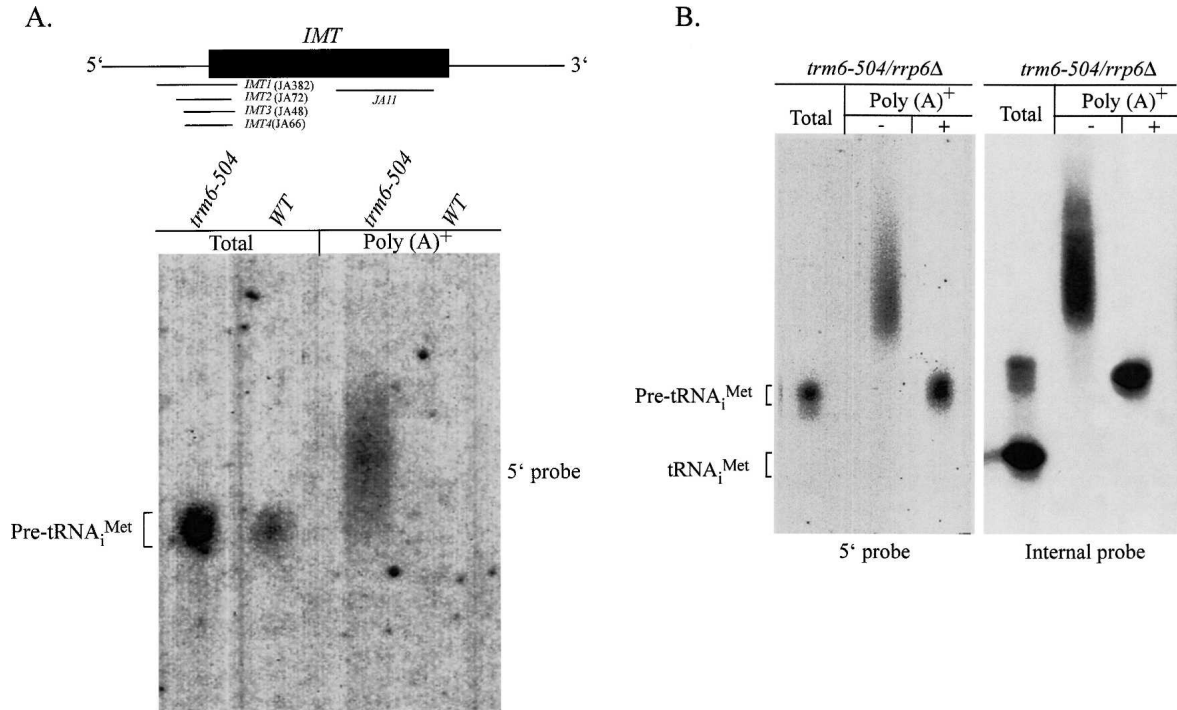 A.
IMT
5‘
3‘
IMT1 (JA382)
IMT2 (JA72)
IMT3 (JA48)
IMT4(JA66)
JA11
trm6-504
WT
trm6-504
WT
Total
Poly (A)+
Pre-tRNAiMet
5‘ probe
B.
trm6-504/rrp6Δ
trm6-504/rrp6Δ
Total
Poly (A)+
- +
Total
Poly (A)+
- +
Pre-tRNAiMet
tRNAiMet
5‘ probe
Internal probe